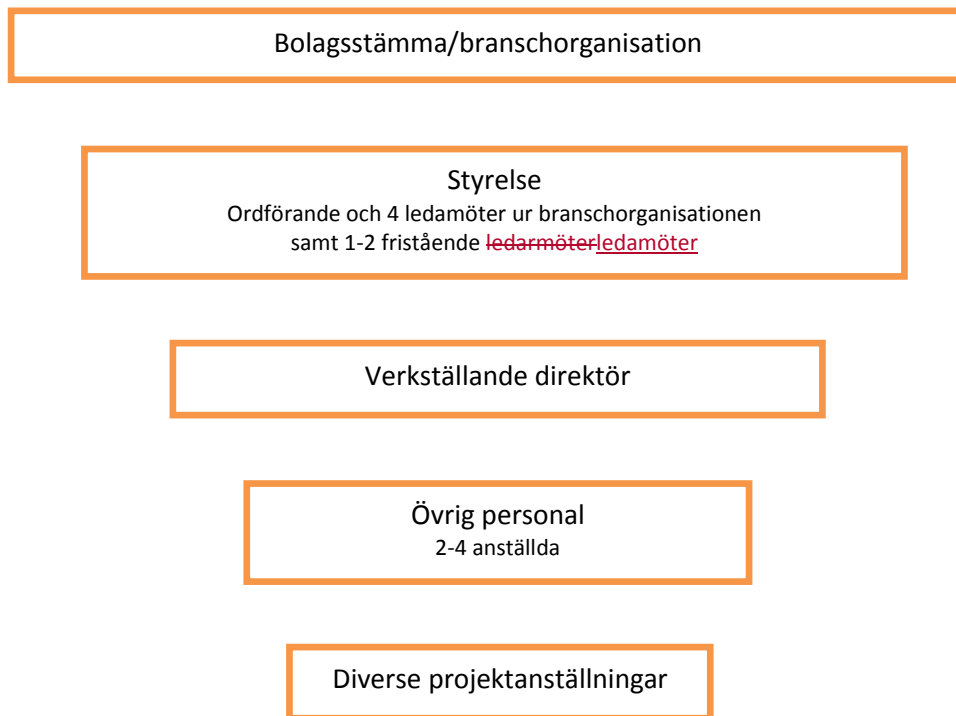 Bolagsstämma/branschorganisation
Styrelse
Ordförande och 4 ledamöter ur branschorganisationen
samt 1-2 fristående ledarmöterledamöter
Verkställande direktör
Övrig personal
2-4 anställda
Diverse projektanställningar